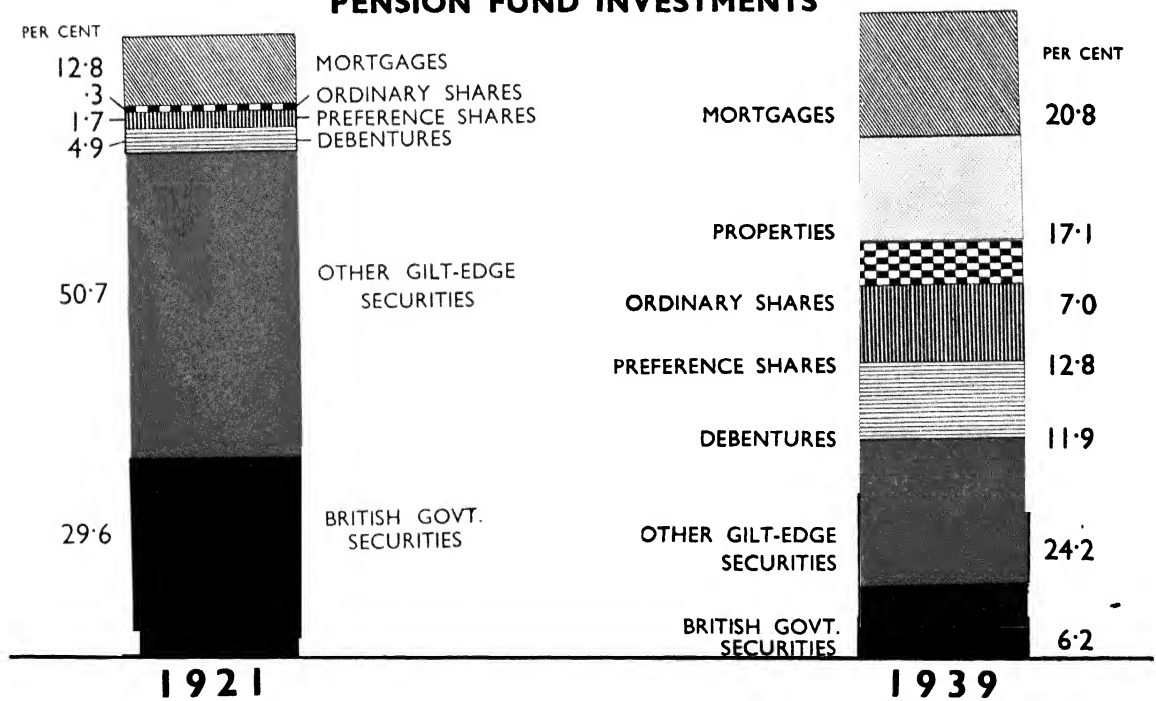 PENSION FUND INVESTMENTS
PER CENT
12·8 MORTGAGES
·3 ORDINARY SHARES
1·7 PREFERENCE SHARES
4·9 DEBENTURES
50·7 OTHER GILT-EDGE
SECURITIES
29·6 BRITISH GOVT.
SECURITIES
1921
PER CENT
MORTGAGES 20·8
PROPERTIES 17·1
ORDINARY SHARES 7·0
PREFERENCE SHARES 12·8
DEBENTURES 11·9
OTHER GILT-EDGE
SECURITIES 24·2
BRITISH GOVT.
SECURITIES 6·2
1939